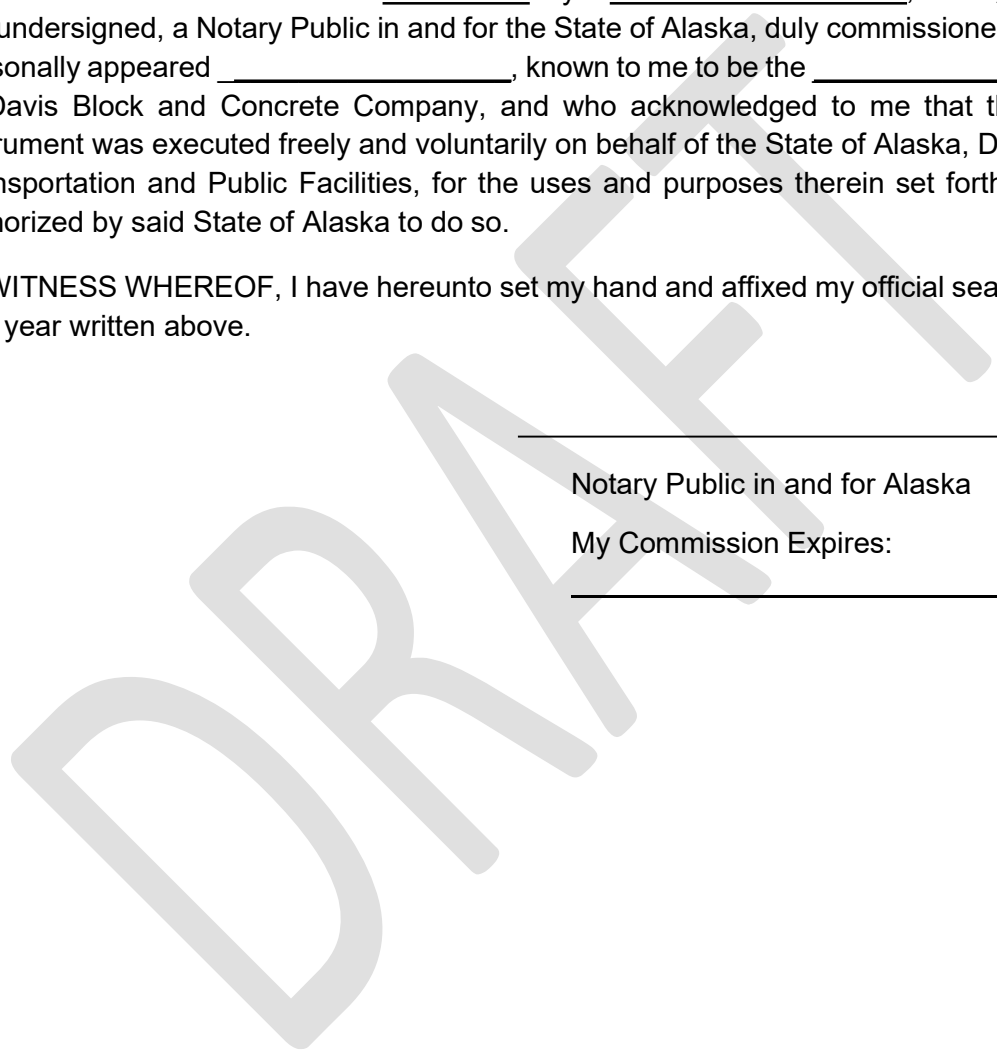 undersigned, a Notary Public in and for the State of Alaska, duly commissione
sonally appeared _________________, known to me to be the ____________
Davis Block and Concrete Company, and who acknowledged to me that th
rument was executed freely and voluntarily on behalf of the State of Alaska, D
nsportation and Public Facilities, for the uses and purposes therein set forth
norized by said State of Alaska to do so.
WITNESS WHEREOF, I have hereunto set my hand and affixed my official sea
year written above.
Notary Public in and for Alaska
My Commission Expires:
DRAFT